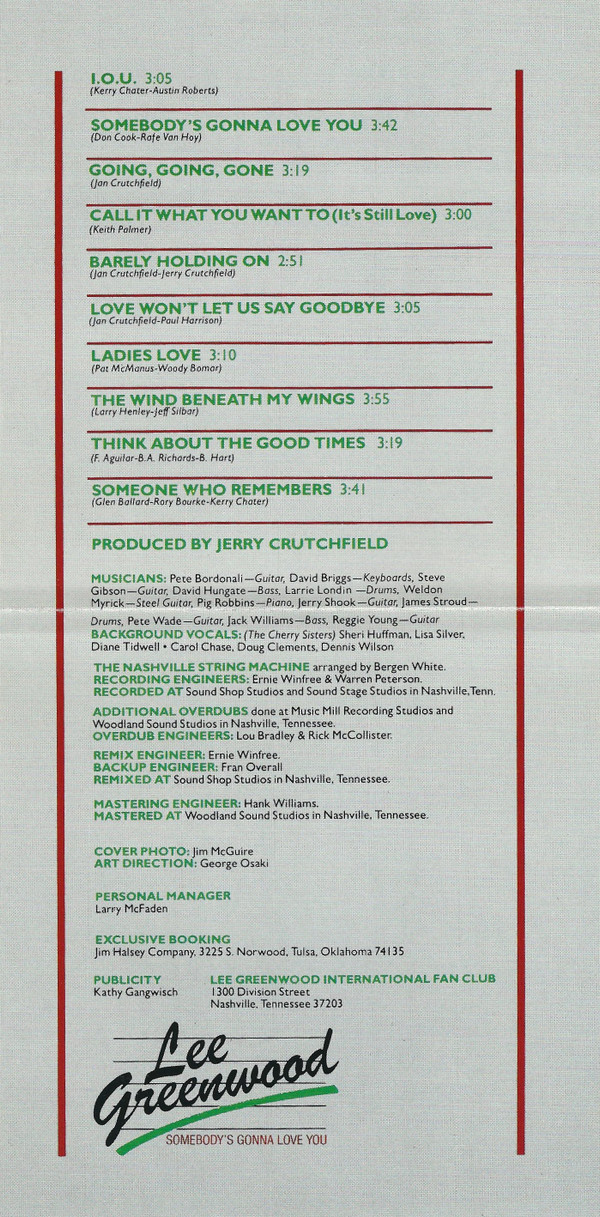 I.O.U. 3:05
(Kerry Chater-Austin Roberts)
SOMEBODY'S GONNA LOVE YOU 3:42
(Don Cook-Rafe Van Hoy)
GOING, GOING, GONE 3:19
(Jan Crutchfield)
CALL IT WHAT YOU WANT TO (It's Still Love) 3:00
(Keith Palmer)
BARELY HOLDING ON 2:51
(Jan Crutchfield-Jerry Crutchfield)
LOVE WON'T LET US SAY GOODBYE 3:05
(Jan Crutchfield-Paul Harrison)
LADIES LOVE 3:10
(Pat McManus-Woody Bomar)
THE WIND BENEATH MY WINGS 3:55
(Larry Henley-Jeff Silbar)
THINK ABOUT THE GOOD TIMES 3:19
(F. Aguilar-B.A. Richards-B. Hart)
SOMEONE WHO REMEMBERS 3:41
(Glen Ballard-Rory Bourke-Kerry Chater)
PRODUCED BY JERRY CRUTCHFIELD
MUSICIANS: Pete Bordonali—Guitar, David Briggs—Keyboards, Steve
Gibson—Guitar, David Hungate—Bass, Larrie Londin—Drums, Weldon
Myrick—Steel Guitar, Pig Robbins—Piano, Jerry Shook—Guitar, James Stroud—
Drums, Pete Wade—Guitar, Jack Williams—Bass, Reggie Young—Guitar
BACKGROUND VOCALS: (The Cherry Sisters) Sheri Huffman, Lisa Silver,
Diane Tidwell • Carol Chase, Doug Clements, Dennis Wilson
THE NASHVILLE STRING MACHINE arranged by Bergen White.
RECORDING ENGINEERS: Ernie Winfree & Warren Peterson.
RECORDED AT Sound Shop Studios and Sound Stage Studios in Nashville, Tenn.
ADDITIONAL OVERDUBS done at Music Mill Recording Studios and
Woodland Sound Studios in Nashville, Tennessee.
OVERDUB ENGINEERS: Lou Bradley & Rick McCollister.
REMIX ENGINEER: Ernie Winfree.
BACKUP ENGINEER: Fran Overall
REMIXED AT Sound Shop Studios in Nashville, Tennessee.
MASTERING ENGINEER: Hank Williams.
MASTERED AT Woodland Sound Studios in Nashville, Tennessee.
COVER PHOTO: Jim McGuire
ART DIRECTION: George Osaki
PERSONAL MANAGER
Larry McFaden
EXCLUSIVE BOOKING
Jim Halsey Company, 3225 S. Norwood, Tulsa, Oklahoma 74135
PUBLICITY
Kathy Gangwisch
LEE GREENWOOD INTERNATIONAL FAN CLUB
1300 Division Street
Nashville, Tennessee 37203
Lee
Greenwood
SOMEBODY'S GONNA LOVE YOU